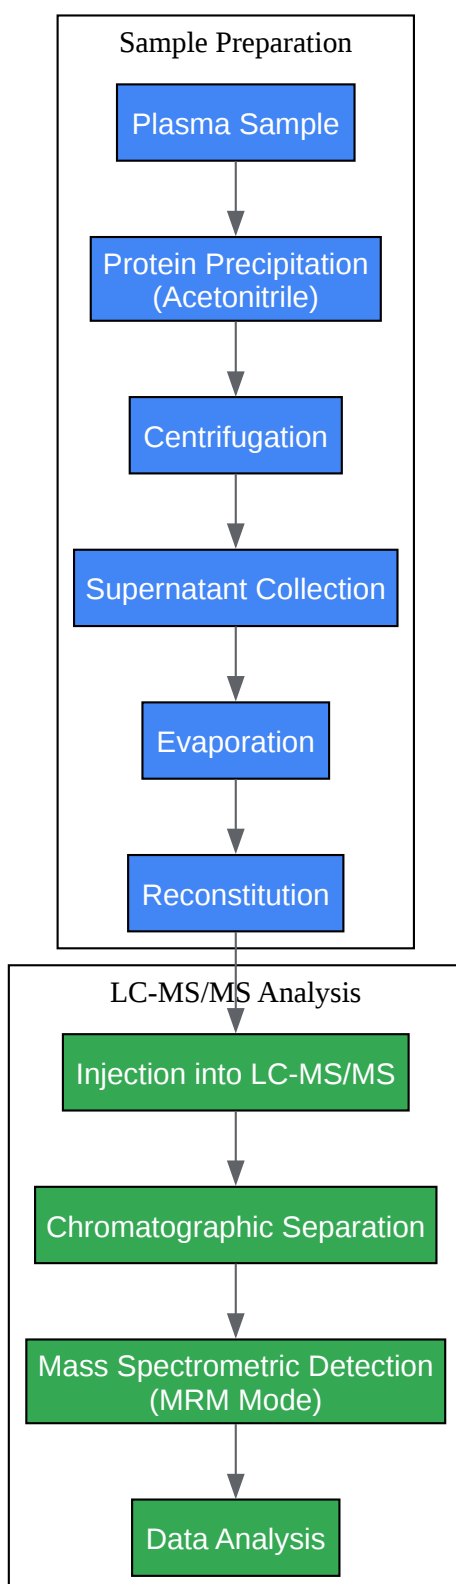 Sample Preparation
Plasma Sample
Protein Precipitation
(Acetonitrile)
Centrifugation
Supernatant Collection
Evaporation
Reconstitution
LC-MS/MS Analysis
Injection into LC-MS/MS
Chromatographic Separation
Mass Spectrometric Detection
(MRM Mode)
Data Analysis